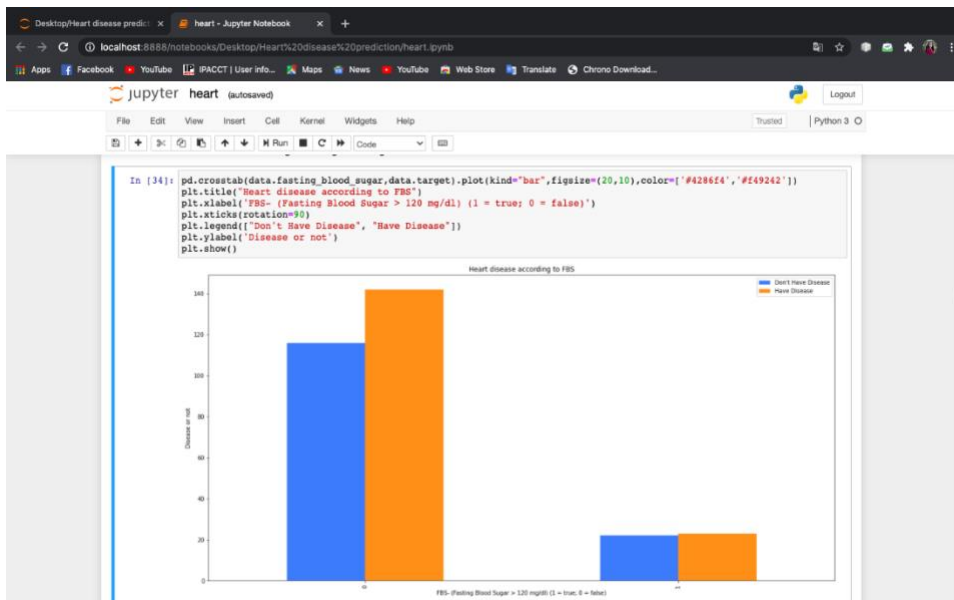 Desktop/Heart disease predict
heart - Jupyter Notebook
localhost:8888/notebooks/Desktop/Heart%20disease%20prediction/heart.ipynb
Apps Facebook YouTube IPACCT | User info... Maps News YouTube Web Store Translate Chrono Download...
jupyter heart (autosaved)
Logout
File Edit View Insert Cell Kernel Widgets Help
Trusted Python 3
Run Code
In [34]: pd.crosstab(data.fasting_blood_sugar,data.target).plot(kind="bar",figsize=(20,10),color=['#4286f4','#f49242'])
plt.title("Heart disease according to FBS")
plt.xlabel('FBS- (Fasting Blood Sugar > 120 mg/dl) (1 = true; 0 = false)')
plt.xticks(rotation=90)
plt.legend(["Don't Have Disease", "Have Disease"])
plt.ylabel('Disease or not')
plt.show()
Heart disease according to FBS
Don't Have Disease
Have Disease
140
120
100
80
60
40
20
0
Disease or not
0
1
FBS- (Fasting Blood Sugar > 120 mg/dl) (1 = true; 0 = false)